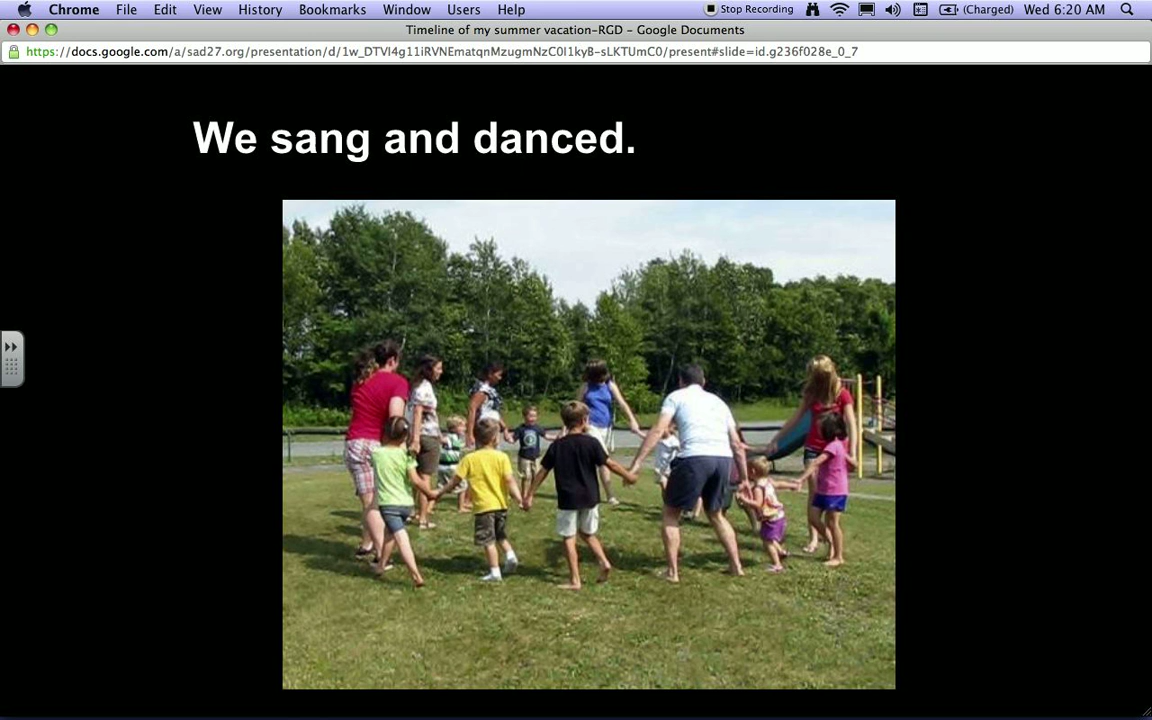 Chrome File Edit View History Bookmarks Window Users Help Stop Recording (Charged) Wed 6:20 AM
Timeline of my summer vacation-RGD - Google Documents
https://docs.google.com/a/sad27.org/presentation/d/1w_DTVI4g11iRVNEmatqnMzugmNzC0l1kyB-sLKTUmC0/present#slide=id.g236f028e_0_7
We sang and danced.